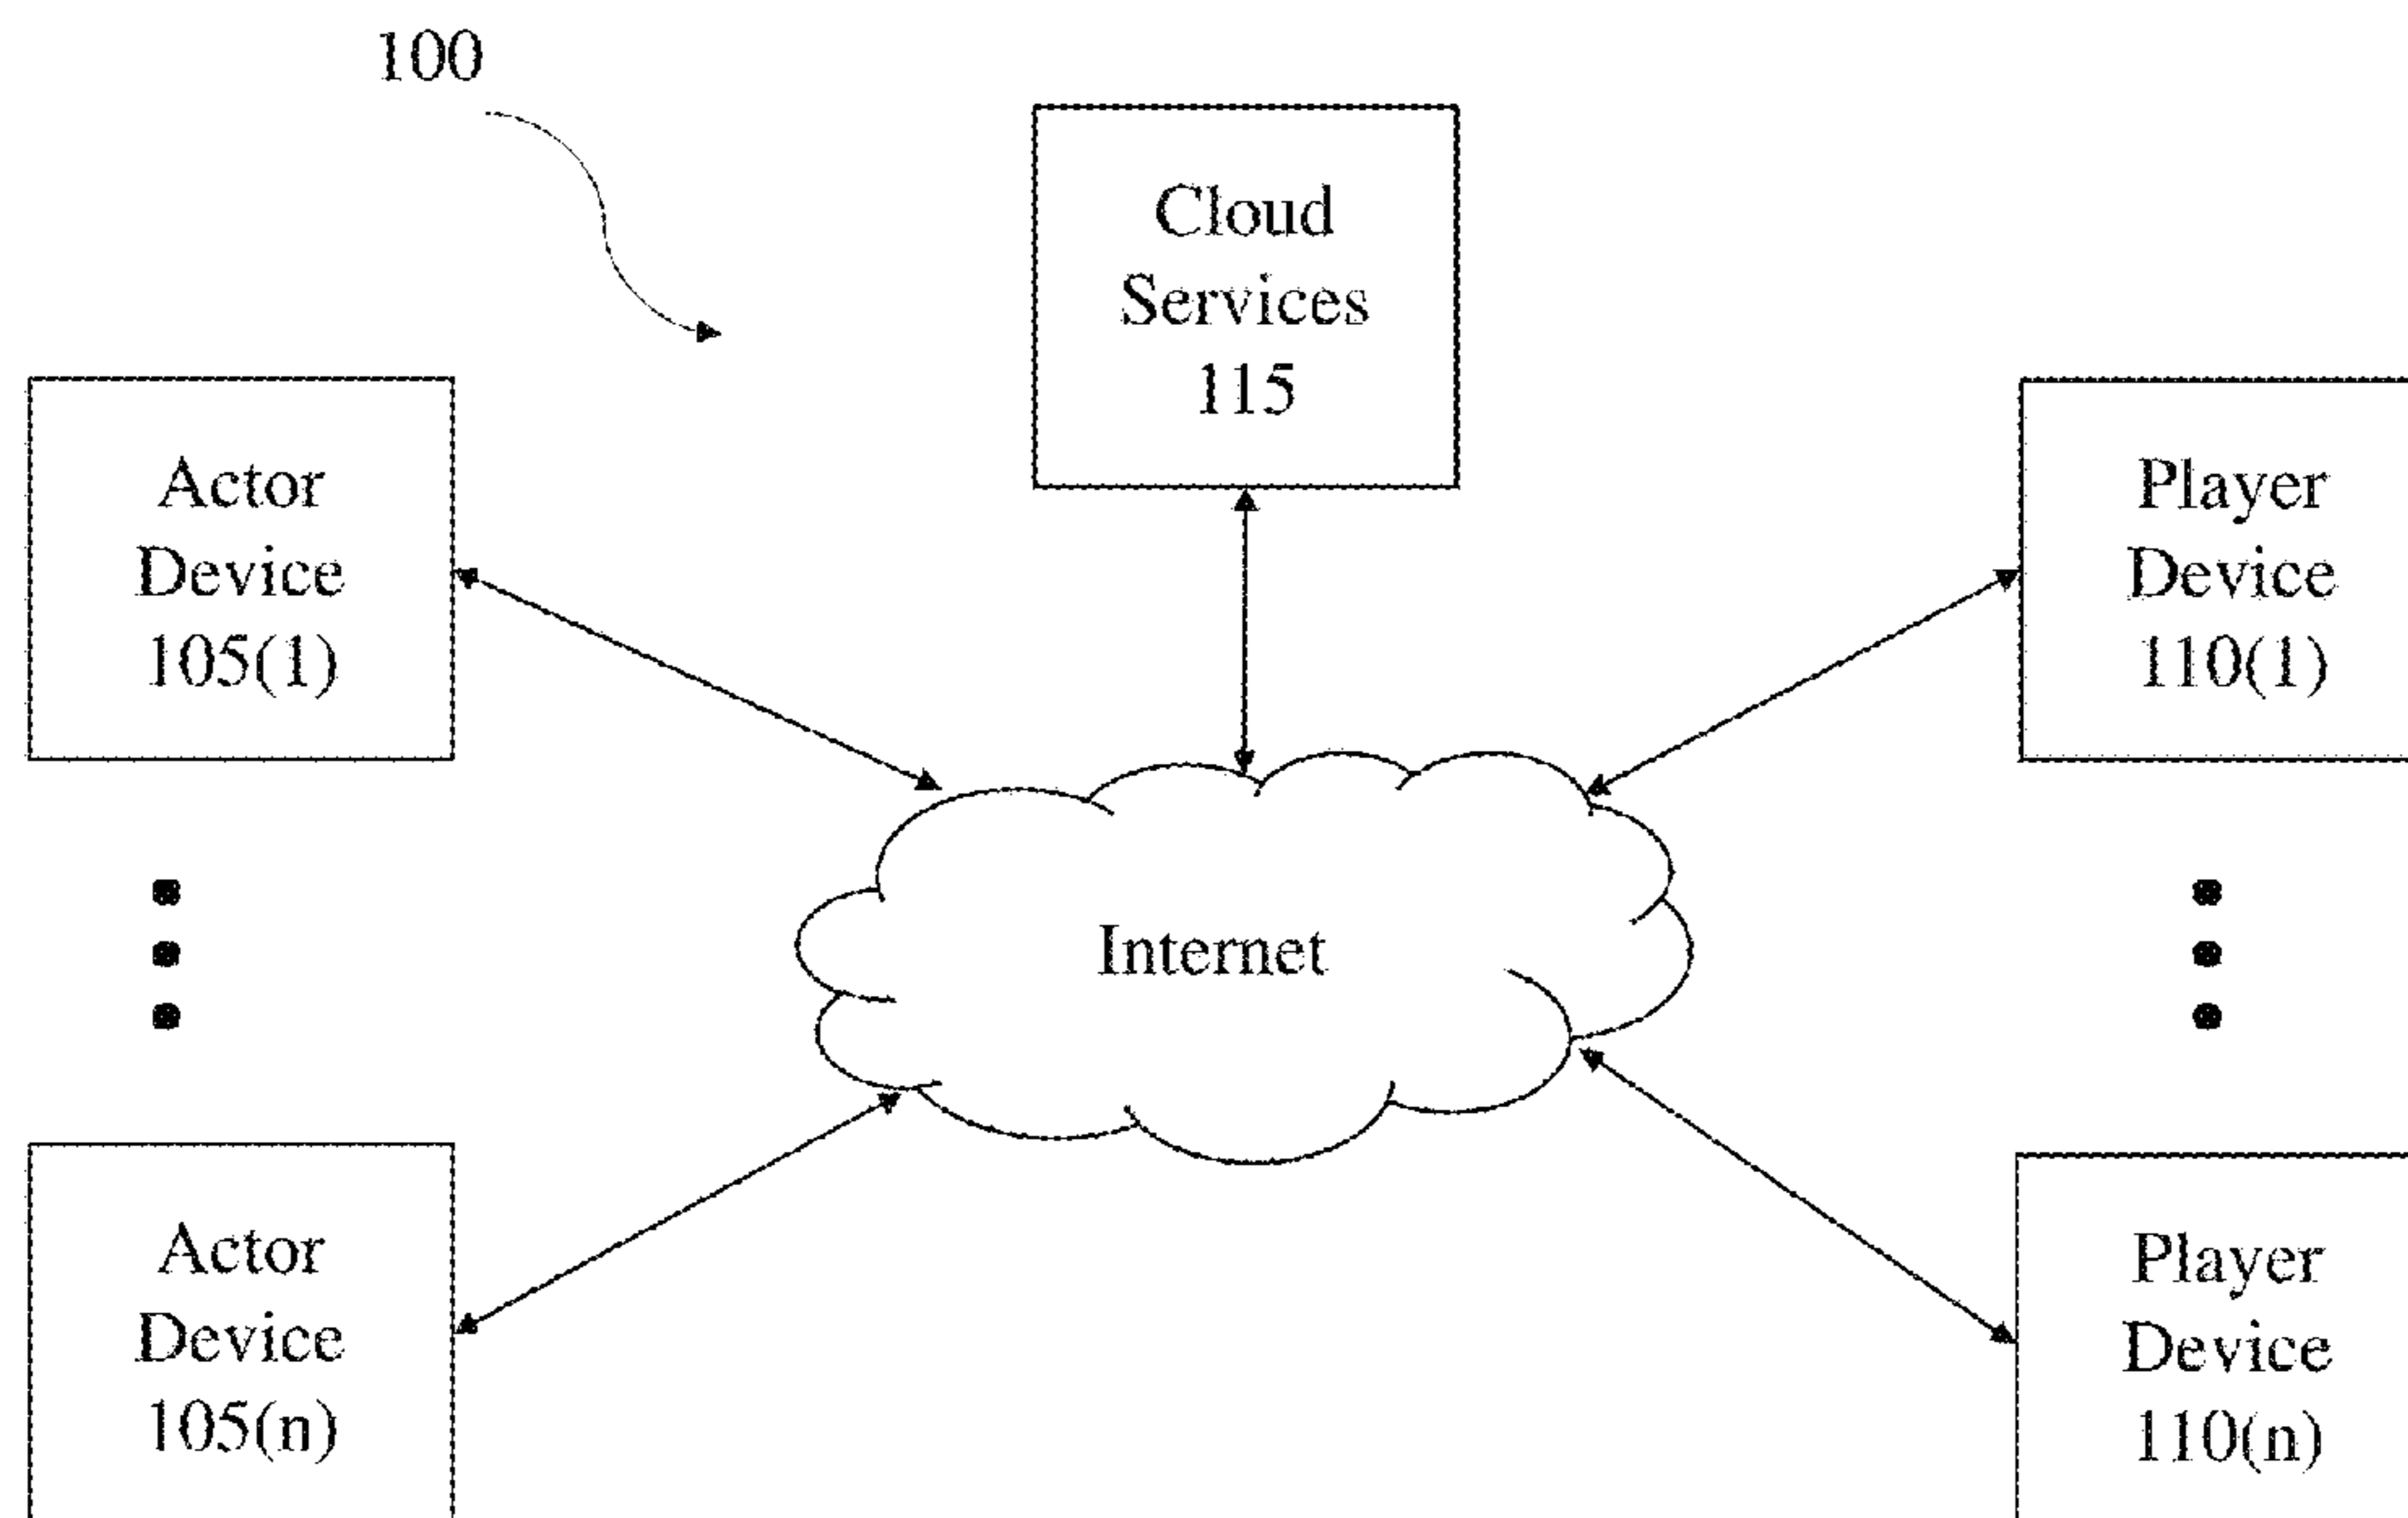 100
Cloud
Services
115
Actor
Device
105(1)
Player
Device
110(1)
Internet
Actor
Device
105(n)
Player
Device
110(n)